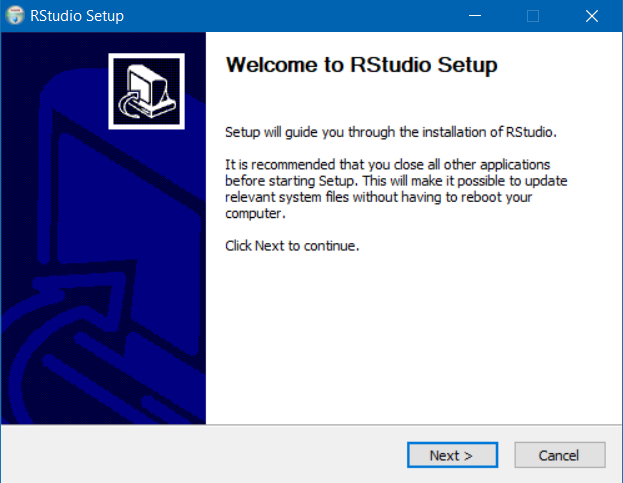 RStudio Setup
Welcome to RStudio Setup
Setup will guide you through the installation of RStudio.
It is recommended that you close all other applications
before starting Setup. This will make it possible to update
relevant system files without having to reboot your
computer.
Click Next to continue.
Next >
Cancel